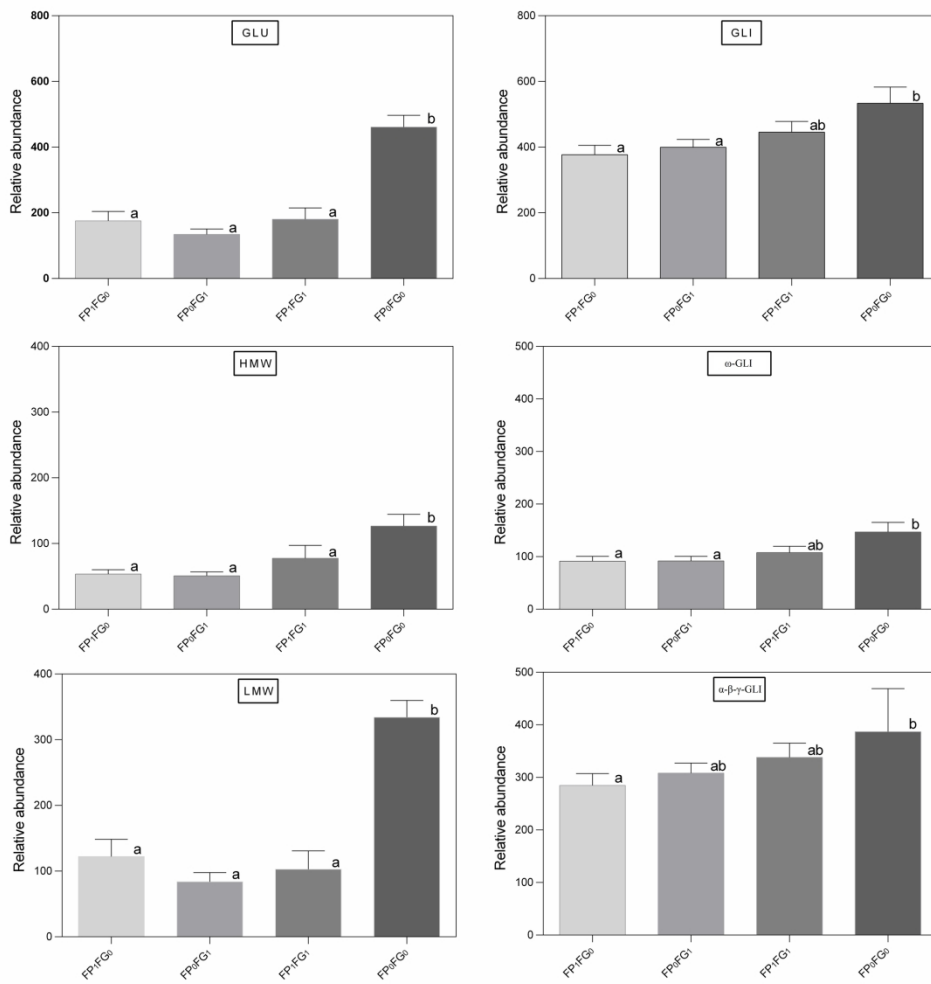 GLU
Relative abundance
800
600
400
200
0
a
a
a
b
FP₁FG₀
FP₀FG₁
FP₁FG₁
FP₀FG₀
GLI
Relative abundance
800
600
400
200
0
a
a
ab
b
FP₁FG₀
FP₀FG₁
FP₁FG₁
FP₀FG₀
HMW
Relative abundance
400
300
200
100
0
a
a
a
b
FP₁FG₀
FP₀FG₁
FP₁FG₁
FP₀FG₀
ω-GLI
Relative abundance
500
400
300
200
100
0
a
a
ab
b
FP₁FG₀
FP₀FG₁
FP₁FG₁
FP₀FG₀
LMW
Relative abundance
400
300
200
100
0
a
a
a
b
FP₁FG₀
FP₀FG₁
FP₁FG₁
FP₀FG₀
α-β-γ-GLI
Relative abundance
500
400
300
200
100
0
a
ab
ab
b
FP₁FG₀
FP₀FG₁
FP₁FG₁
FP₀FG₀